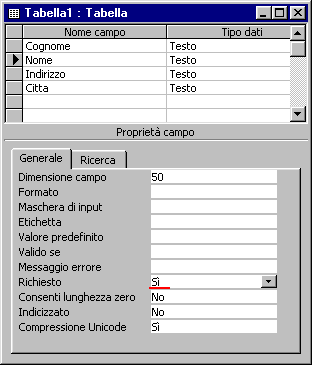 Tabella1 : Tabella
Nome campo Tipo dati
Cognome Testo
Nome Testo
Indirizzo Testo
Citta Testo
Proprietà campo
Generale Ricerca
Dimensione campo 50
Formato
Maschera di input
Etichetta
Valore predefinito
Valido se
Messaggio errore
Richiesto Sì
Consenti lunghezza zero No
Indicizzato No
Compressione Unicode Sì